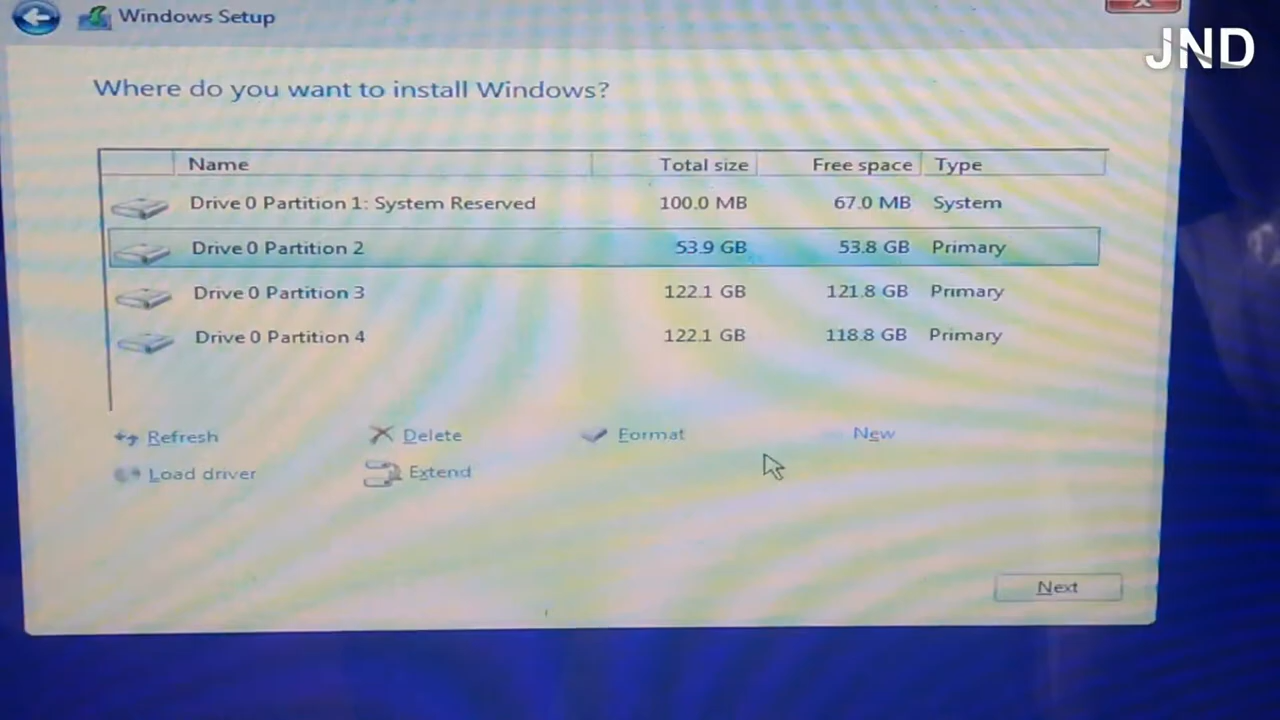 Windows Setup
JND
Where do you want to install Windows?
Name Total size Free space Type
Drive 0 Partition 1: System Reserved 100.0 MB 67.0 MB System
Drive 0 Partition 2 53.9 GB 53.8 GB Primary
Drive 0 Partition 3 122.1 GB 121.8 GB Primary
Drive 0 Partition 4 122.1 GB 118.8 GB Primary
Refresh Delete Format New
Load driver Extend
Next